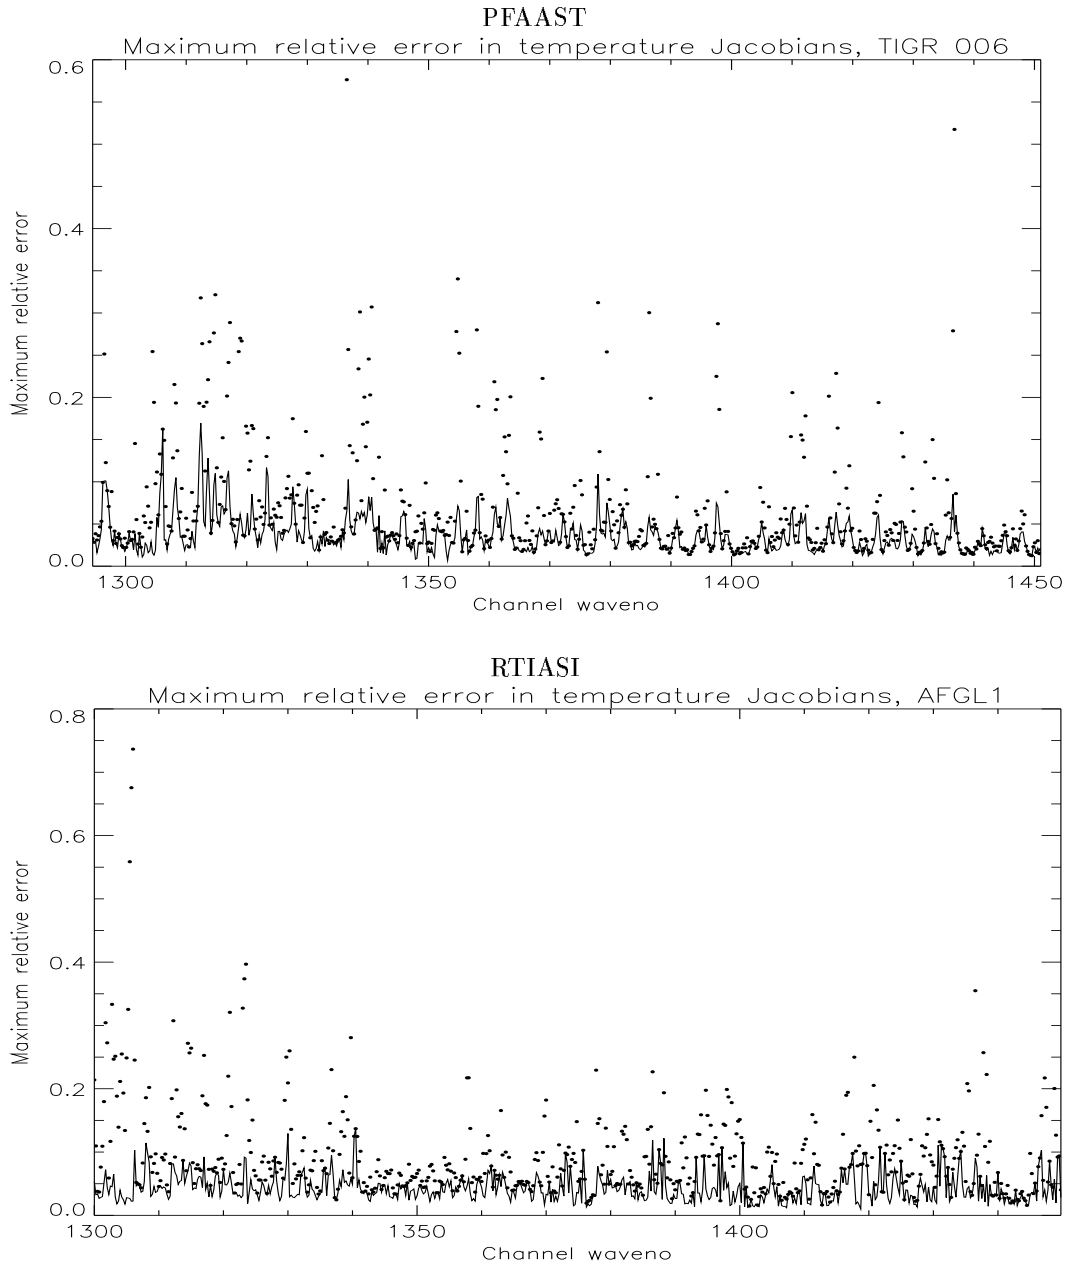 PFAAST
Maximum relative error in temperature Jacobians, TIGR 006
0.6
0.4
0.2
0.0
Maximum relative error
1300 1350 1400 1450
Channel waveno
RTIASI
Maximum relative error in temperature Jacobians, AFGL1
0.8
0.6
0.4
0.2
0.0
Maximum relative error
1300 1350 1400
Channel waveno